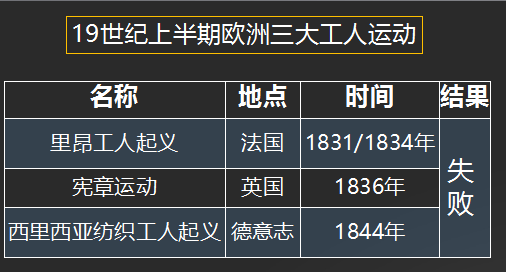 19世纪上半期欧洲三大工人运动
名称 地点 时间 结果
里昂工人起义 法国 1831/1834年 失败
宪章运动 英国 1836年
西里西亚纺织工人起义 德意志 1844年